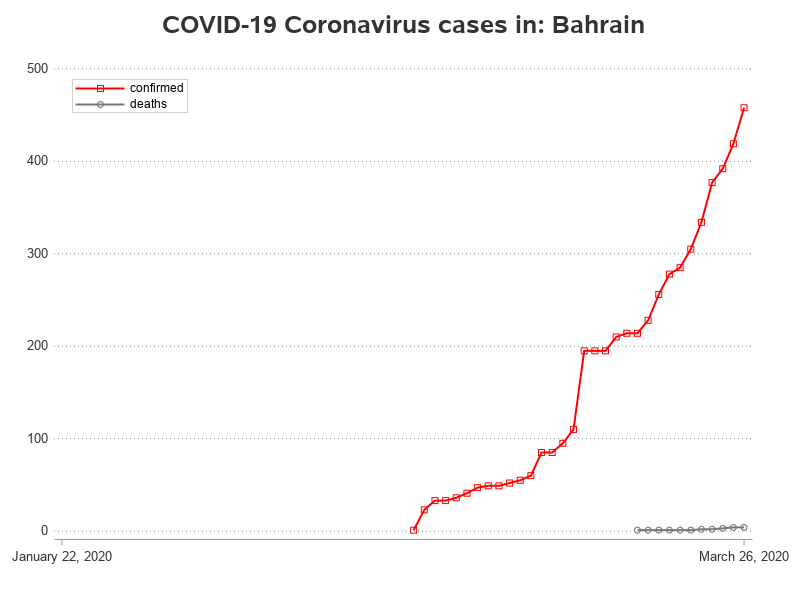 COVID-19 Coronavirus cases in: Bahrain
500
confirmed
deaths
400
300
200
100
0
January 22, 2020
March 26, 2020